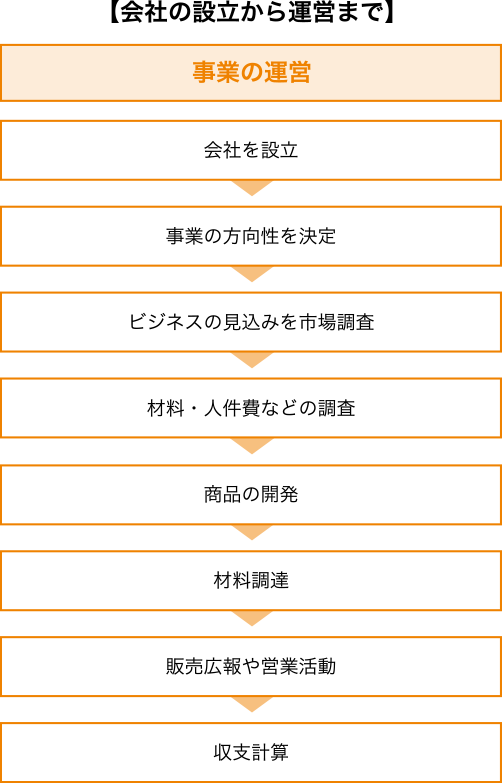 【会社の設立から運営まで】
事業の運営
会社を設立
事業の方向性を決定
ビジネスの見込みを市場調査
材料・人件費などの調査
商品の開発
材料調達
販売広報や営業活動
収支計算